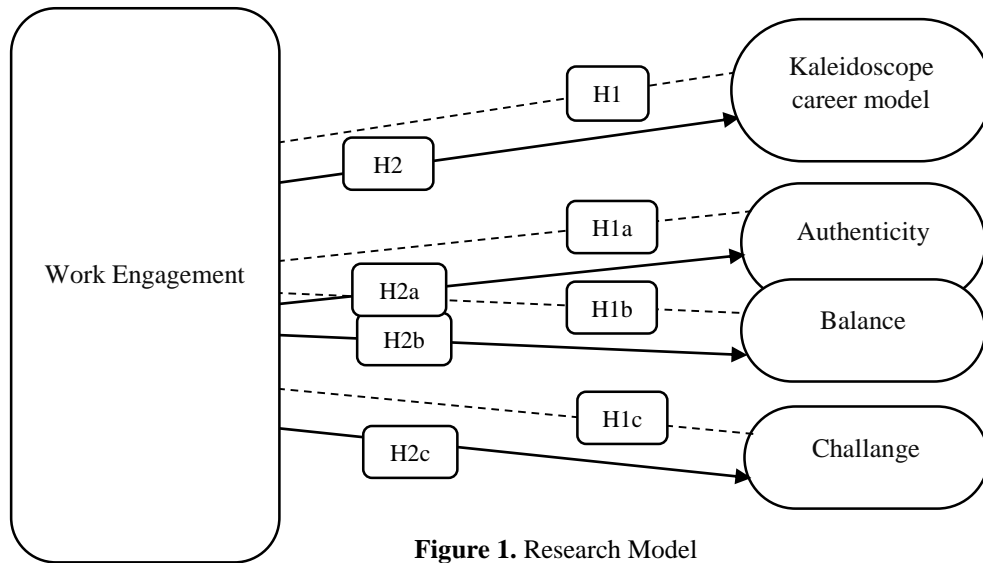 Kaleidoscope
career model
H1
H2
H1a
Authenticity
Work Engagement
H2a
H1b
Balance
H2b
H1c
Challange
H2c
Figure 1. Research Model